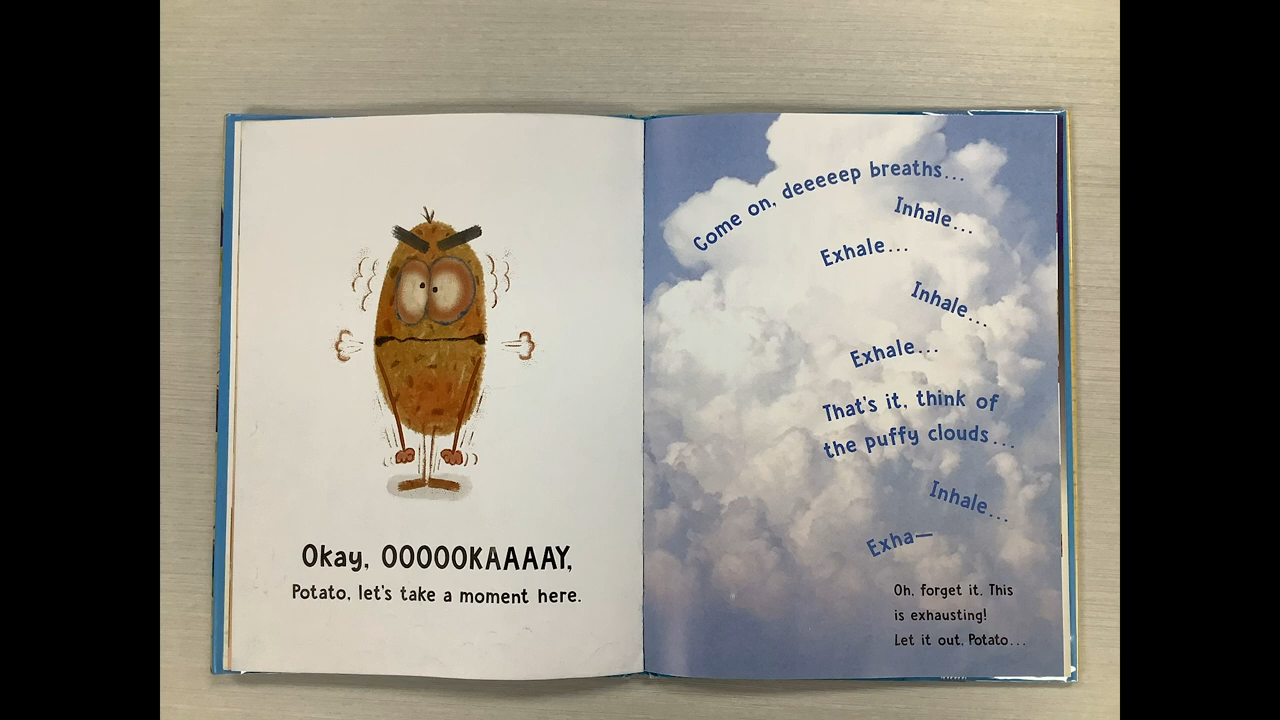 Okay, OOOOOKAAAAY,
Potato, let's take a moment here.
Come on, deeeeep breaths...
Inhale...
Exhale...
Inhale...
Exhale...
That's it, think of
the puffy clouds...
Inhale...
Exha—
Oh, forget it. This
is exhausting!
Let it out, Potato...